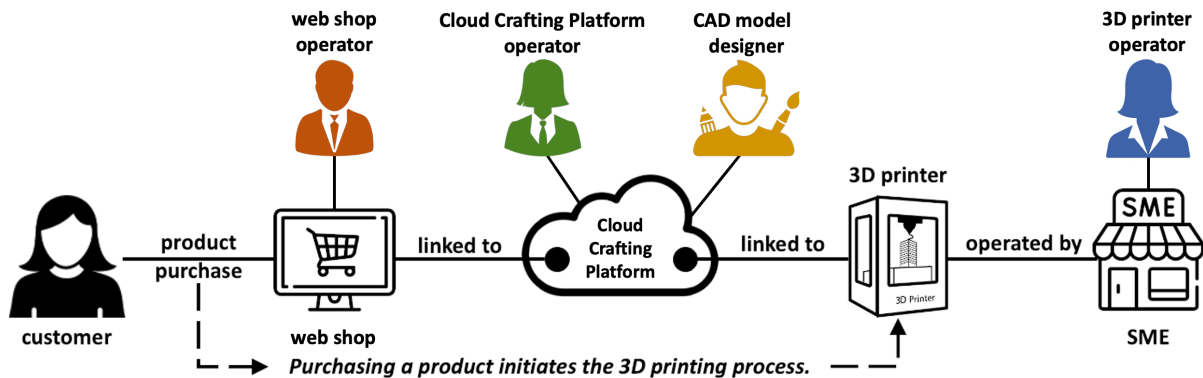 web shop
operator
Cloud Crafting Platform
operator
CAD model
designer
3D printer
operator
3D printer
SME
product
purchase
linked to
Cloud
Crafting
Platform
linked to
operated by
3D Printer
customer
web shop
SME
Purchasing a product initiates the 3D printing process.